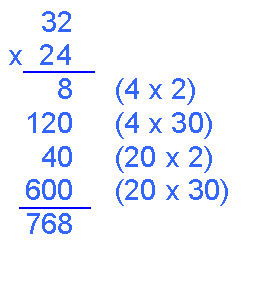 32
x 24
8 (4 x 2)
120 (4 x 30)
40 (20 x 2)
600 (20 x 30)
768